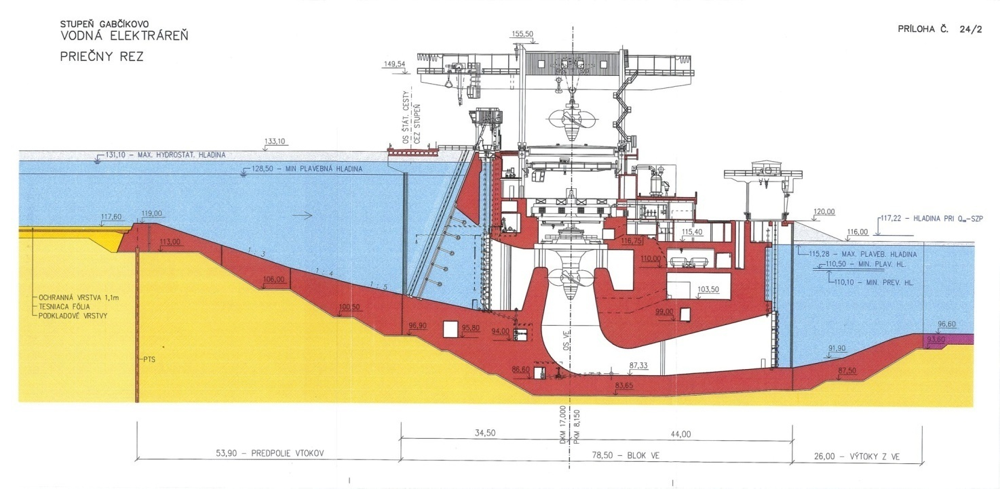 STUPEŇ GABČÍKOVO
VODNÁ ELEKTRÁREŇ
PRIEČNY REZ
PRÍLOHA Č. 24/2
155,50
149,54
OS ŠTÁT. CESTY
CEZ STUPEŇ
133,10
131,10 – MAX. HYDROSTAT. HLADINA
128,50 – MIN PLAVEBNÁ HLADINA
117,60
119,00
113,00
1 : 3
1 : 4
1 : 5
106,00
100,50
96,90
95,80
94,00
86,60
OS VE
87,33
83,65
116,75
115,40
110,00
103,50
99,00
120,00
117,22 – HLADINA PRI
116,00
115,28 – MAX. PLAVEB. HLADINA
110,50 – MIN. PLAV. HL.
110,10 – MIN. PREV. HL.
96,60
93,60
91,90
87,50
OCHRANNÁ VRSTVA 1,1m
TESNIACA FÓLIA
PODKLADOVÉ VRSTVY
PTS
DKM 17,000
PKM 8,150
34,50
44,00
53,90 – PREDPOLIE VTOKOV
78,50 – BLOK VE
26,00 – VÝTOKY Z VE